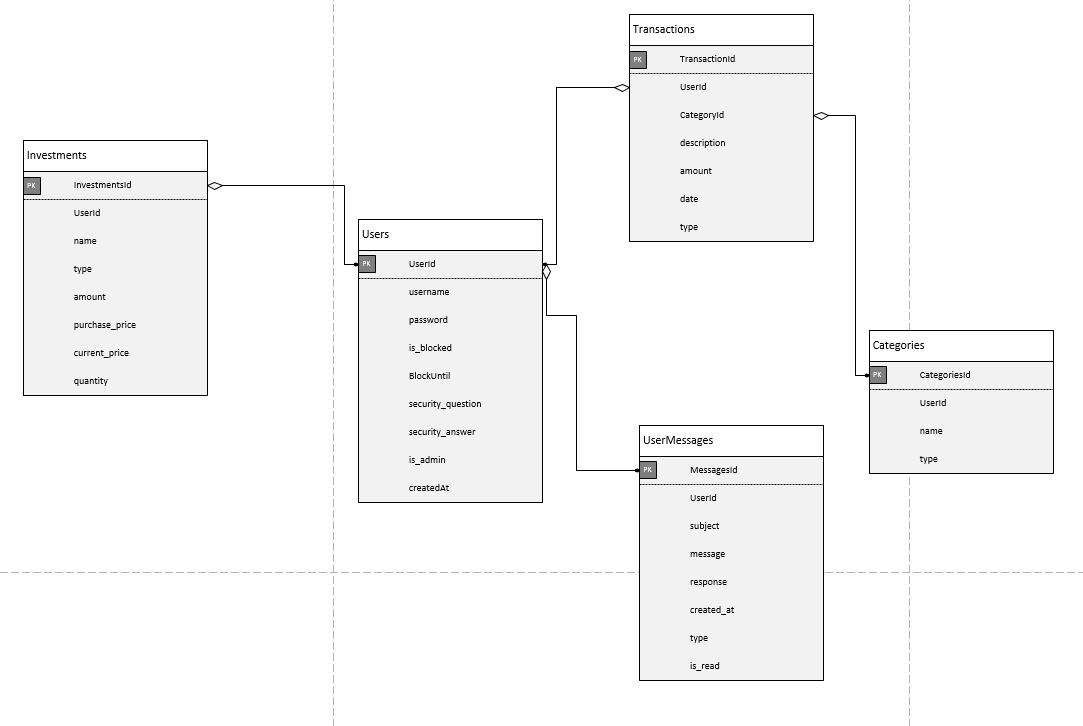 Transactions
PK TransactionId
UserId
CategoryId
description
amount
date
type
Investments
PK InvestmentsId
UserId
name
type
amount
purchase_price
current_price
quantity
Users
PK UserId
username
password
is_blocked
BlockUntil
security_question
security_answer
is_admin
createdAt
Categories
PK CategoriesId
UserId
name
type
UserMessages
PK MessagesId
UserId
subject
message
response
created_at
type
is_read